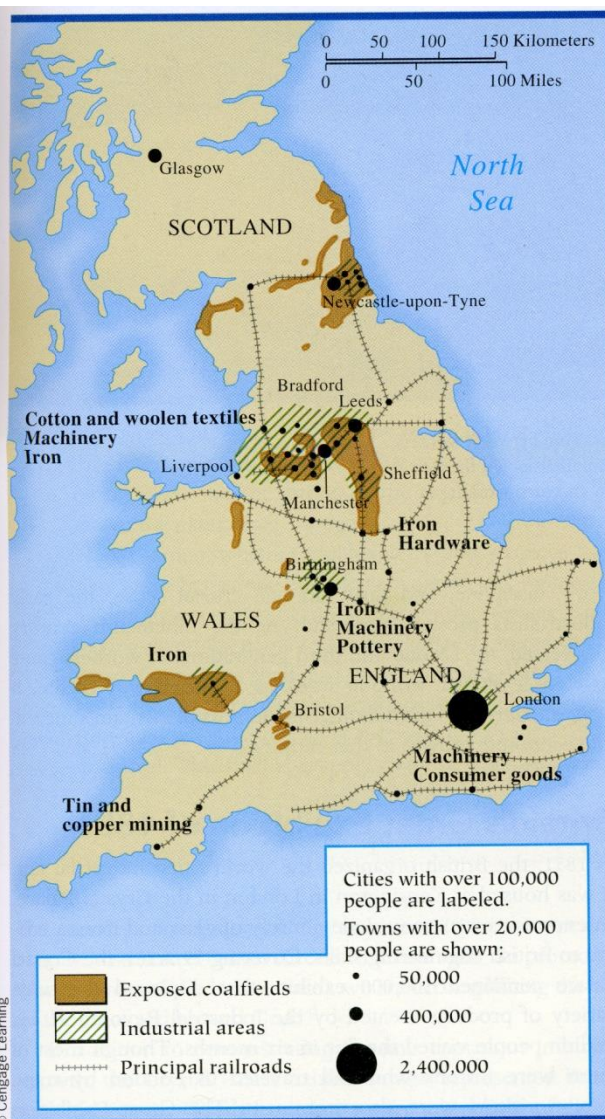 0 50 100 150 Kilometers
0 50 100 Miles
North
Sea
Glasgow
SCOTLAND
Newcastle-upon-Tyne
Bradford
Leeds
Cotton and woolen textiles
Machinery
Iron
Liverpool
Sheffield
Manchester
Iron
Hardware
Birmingham
WALES
Iron
Machinery
Pottery
Iron
ENGLAND
London
Bristol
Machinery
Consumer goods
Tin and
copper mining
Cities with over 100,000
people are labeled.
Towns with over 20,000
people are shown:
50,000
400,000
2,400,000
Exposed coalfields
Industrial areas
Principal railroads
© Cengage Learning